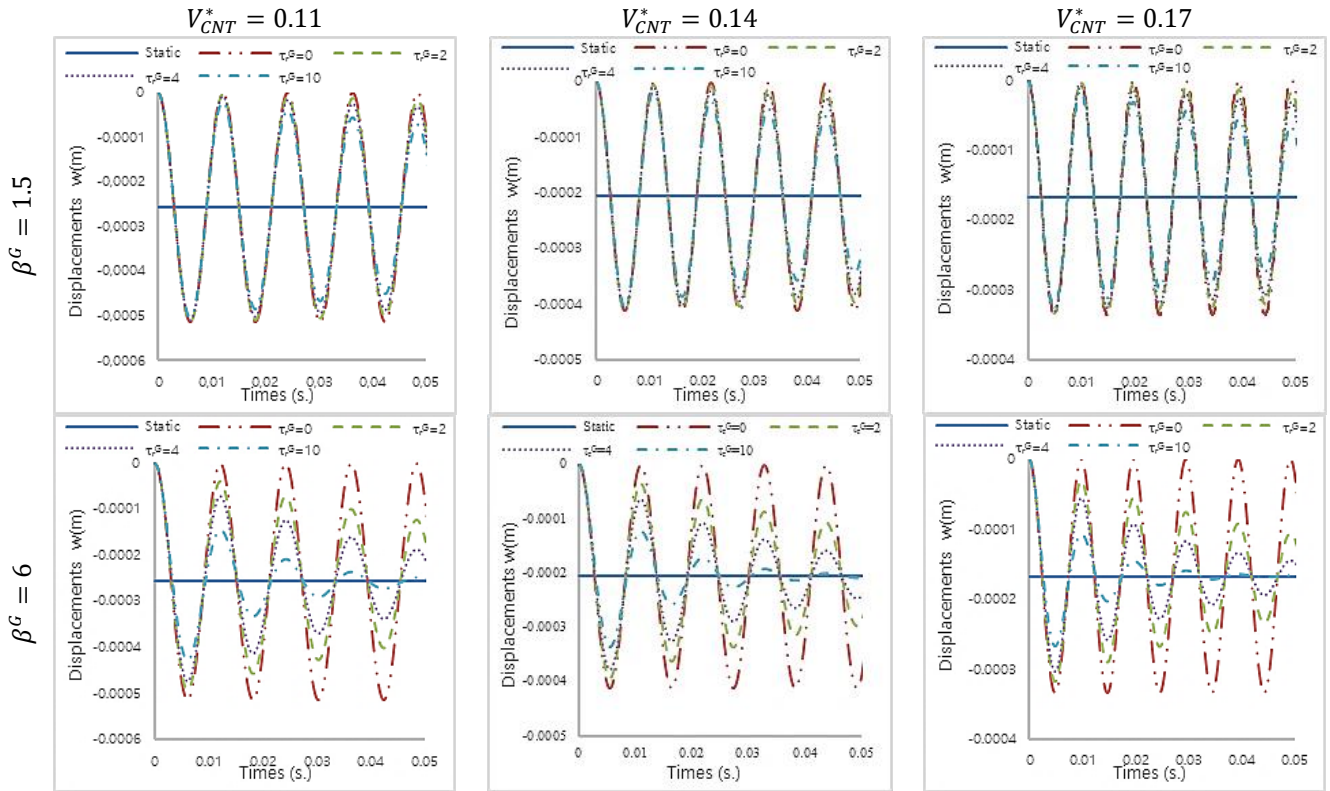 V*CNT = 0.11
V*CNT = 0.14
V*CNT = 0.17
βG = 1.5
Static τrG=0 τrG=2
τrG=4 τrG=10
Displacements w(m)
0
-0,0001
-0,0002
-0,0003
-0,0004
-0,0005
-0,0006
0 0,01 0,02 0,03 0,04 0,05
Times (s.)
Static τrG=0 τrG=2
τrG=4 τrG=10
Displacements w(m)
0
-0.0001
-0.0002
-0.0003
-0.0004
-0.0005
0 0.01 0.02 0.03 0.04 0.05
Times (s.)
Static τrG=0 τrG=2
τrG=4 τrG=10
Displacements w(m)
0
-0.0001
-0.0002
-0.0003
-0.0004
0 0.01 0.02 0.03 0.04 0.05
Times (s.)
βG = 6
Static τrG=0 τrG=2
τrG=4 τrG=10
Displacements w(m)
0
-0.0001
-0.0002
-0.0003
-0.0004
-0.0005
-0.0006
0 0.01 0.02 0.03 0.04 0.05
Times (s.)
Static τeG=0 τeG=2
τeG=4 τeG=10
Displacements w(m)
0
-0.0001
-0.0002
-0.0003
-0.0004
-0.0005
0 0.01 0.02 0.03 0.04 0.05
Times (s.)
Static τrG=0 τrG=2
τrG=4 τrG=10
Displacements w(m)
0
-0.0001
-0.0002
-0.0003
-0.0004
0 0.01 0.02 0.03 0.04 0.05
Times (s.)